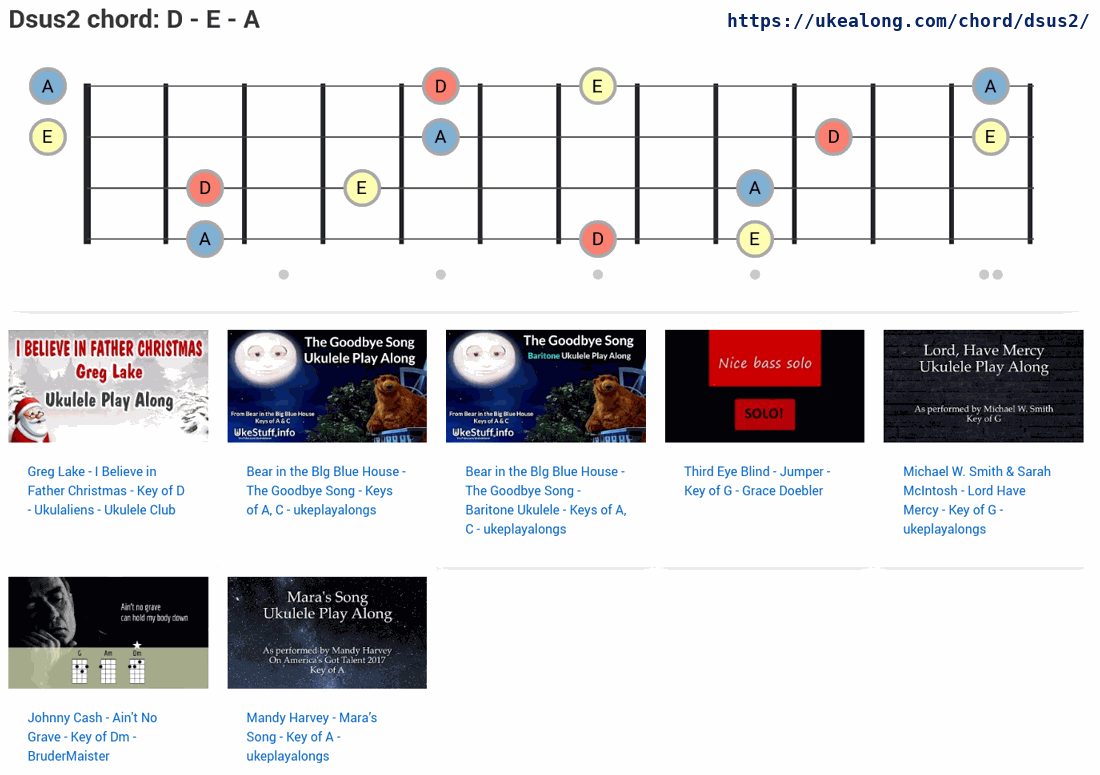 Dsus2 chord: D - E - A
https://ukealong.com/chord/dsus2/
A D E A
E A D E
D E A
A D E
I BELIEVE IN FATHER CHRISTMAS
Greg Lake
Ukulele Play Along
The Goodbye Song
Ukulele Play Along
From Bear in the Big Blue House
Keys of A & C
UkeStuff.info
The Goodbye Song
Baritone Ukulele Play Along
From Bear in the Big Blue House
Keys of A & C
UkeStuff.info
Nice bass solo
SOLO!
Lord, Have Mercy
Ukulele Play Along
As performed by Michael W. Smith
Key of G
Greg Lake - I Believe in
Father Christmas - Key of D
- Ukulaliens - Ukulele Club
Bear in the BIg Blue House -
The Goodbye Song - Keys
of A, C - ukeplayalongs
Bear in the BIg Blue House -
The Goodbye Song -
Baritone Ukulele - Keys of A,
C - ukeplayalongs
Third Eye Blind - Jumper -
Key of G - Grace Doebler
Michael W. Smith & Sarah
McIntosh - Lord Have
Mercy - Key of G -
ukeplayalongs
Ain't no grave
can hold my body down
G Am Dm
Mara's Song
Ukulele Play Along
As performed by Mandy Harvey
On America's Got Talent 2017
Key of A
Johnny Cash - Ain't No
Grave - Key of Dm -
BruderMaister
Mandy Harvey - Mara's
Song - Key of A -
ukeplayalongs